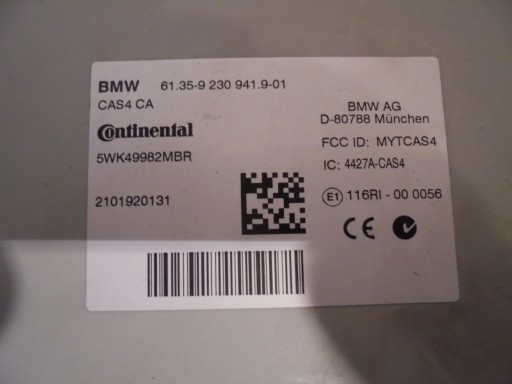 BMW 61.35-9 230 941.9-01
CAS4 CA
Continental
5WK49982MBR
2101920131
BMW AG
D-80788 München
FCC ID: MYTCAS4
IC: 4427A-CAS4
E1 116RI - 00 0056
CE